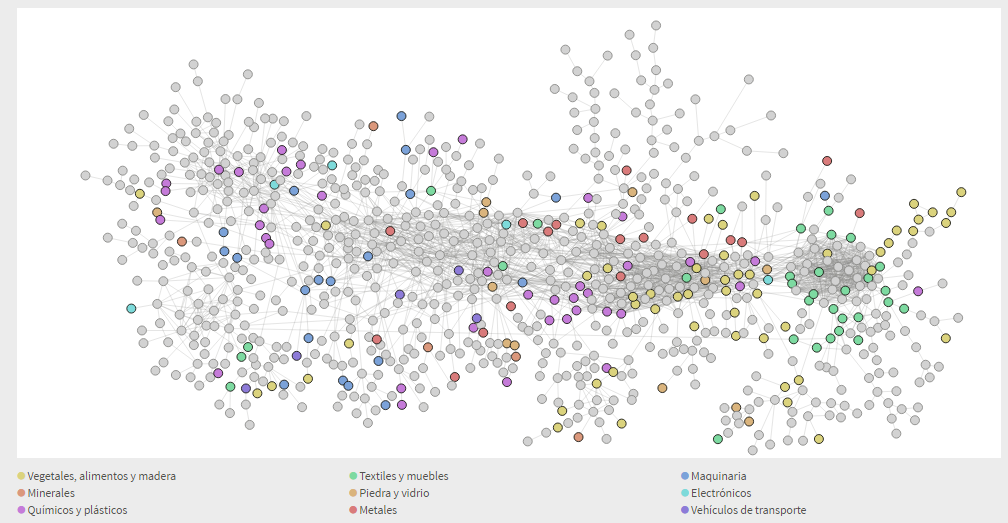 Vegetales, alimentos y madera
Textiles y muebles
Maquinaria
Minerales
Piedra y vidrio
Electrónicos
Químicos y plásticos
Metales
Vehículos de transporte